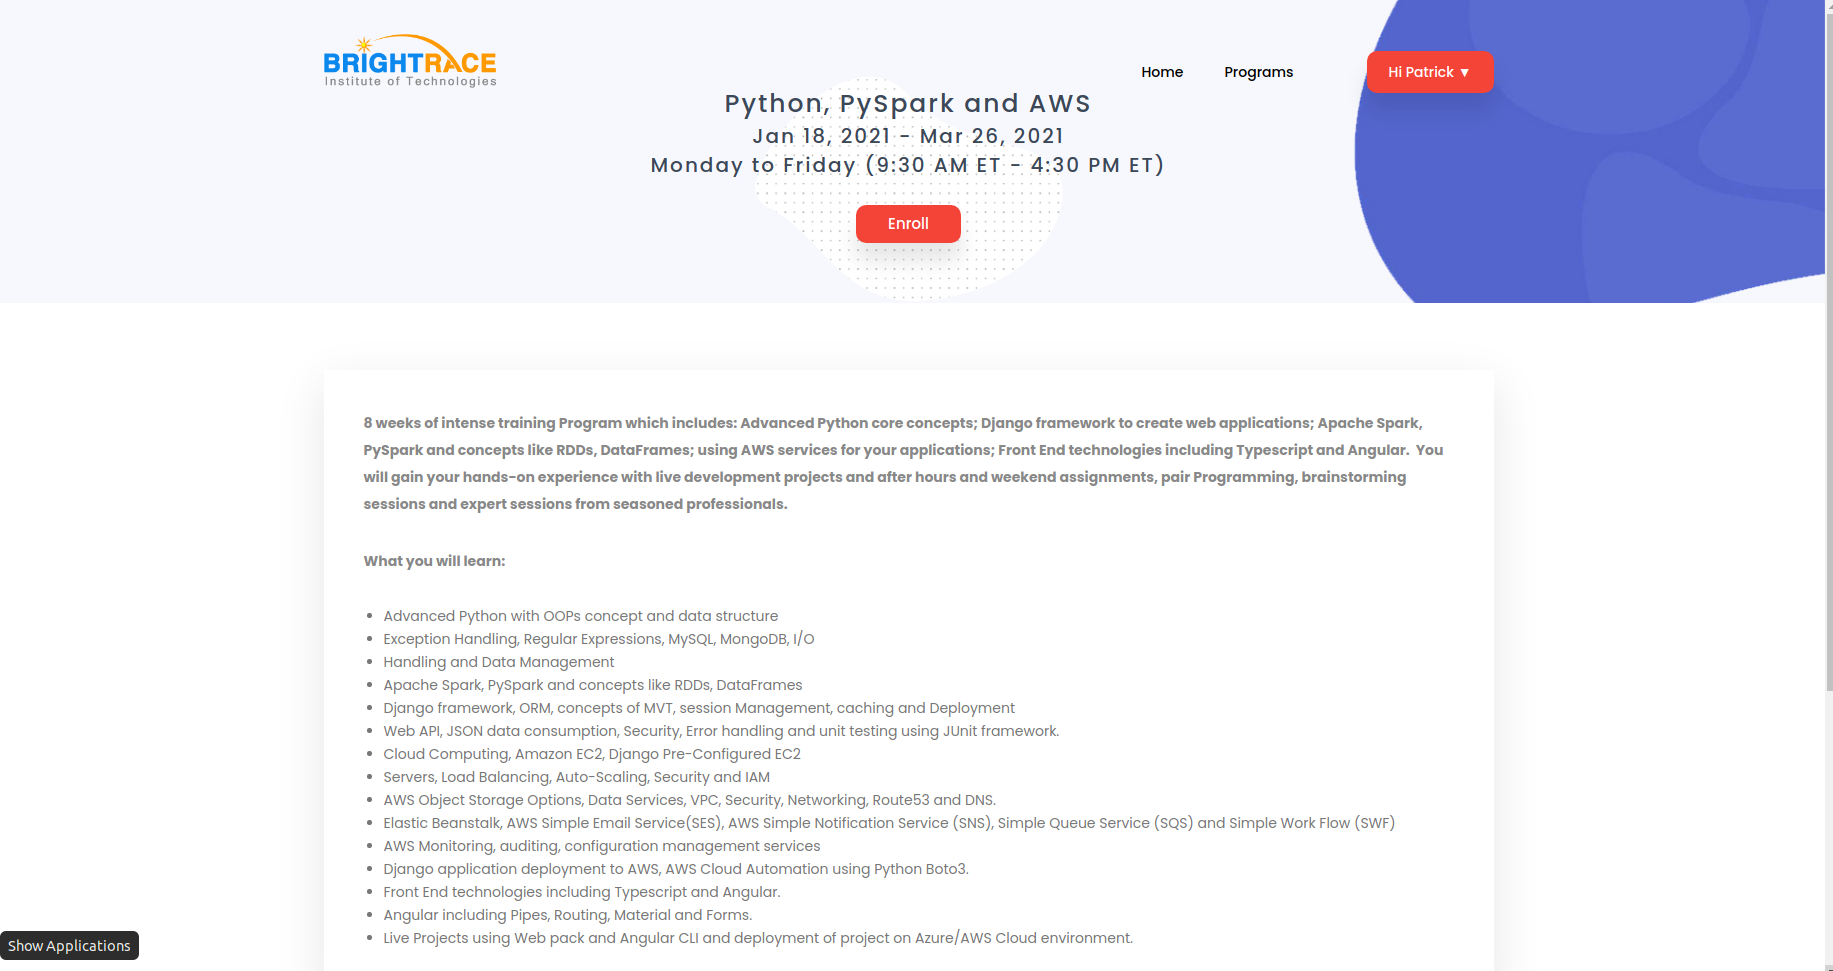 BRIGHTRACE
Institute of Technologies
Home
Programs
Hi Patrick ▼
Python, PySpark and AWS
Jan 18, 2021 - Mar 26, 2021
Monday to Friday (9:30 AM ET - 4:30 PM ET)
Enroll
8 weeks of intense training Program which includes: Advanced Python core concepts; Django framework to create web applications; Apache Spark,
PySpark and concepts like RDDs, DataFrames; using AWS services for your applications; Front End technologies including Typescript and Angular.  You
will gain your hands-on experience with live development projects and after hours and weekend assignments, pair Programming, brainstorming
sessions and expert sessions from seasoned professionals.
What you will learn:
• Advanced Python with OOPs concept and data structure
• Exception Handling, Regular Expressions, MySQL, MongoDB, I/O
• Handling and Data Management
• Apache Spark, PySpark and concepts like RDDs, DataFrames
• Django framework, ORM, concepts of MVT, session Management, caching and Deployment
• Web API, JSON data consumption, Security, Error handling and unit testing using JUnit framework.
• Cloud Computing, Amazon EC2, Django Pre-Configured EC2
• Servers, Load Balancing, Auto-Scaling, Security and IAM
• AWS Object Storage Options, Data Services, VPC, Security, Networking, Route53 and DNS.
• Elastic Beanstalk, AWS Simple Email Service(SES), AWS Simple Notification Service (SNS), Simple Queue Service (SQS) and Simple Work Flow (SWF)
• AWS Monitoring, auditing, configuration management services
• Django application deployment to AWS, AWS Cloud Automation using Python Boto3.
• Front End technologies including Typescript and Angular.
• Angular including Pipes, Routing, Material and Forms.
• Live Projects using Web pack and Angular CLI and deployment of project on Azure/AWS Cloud environment.
Show Applications